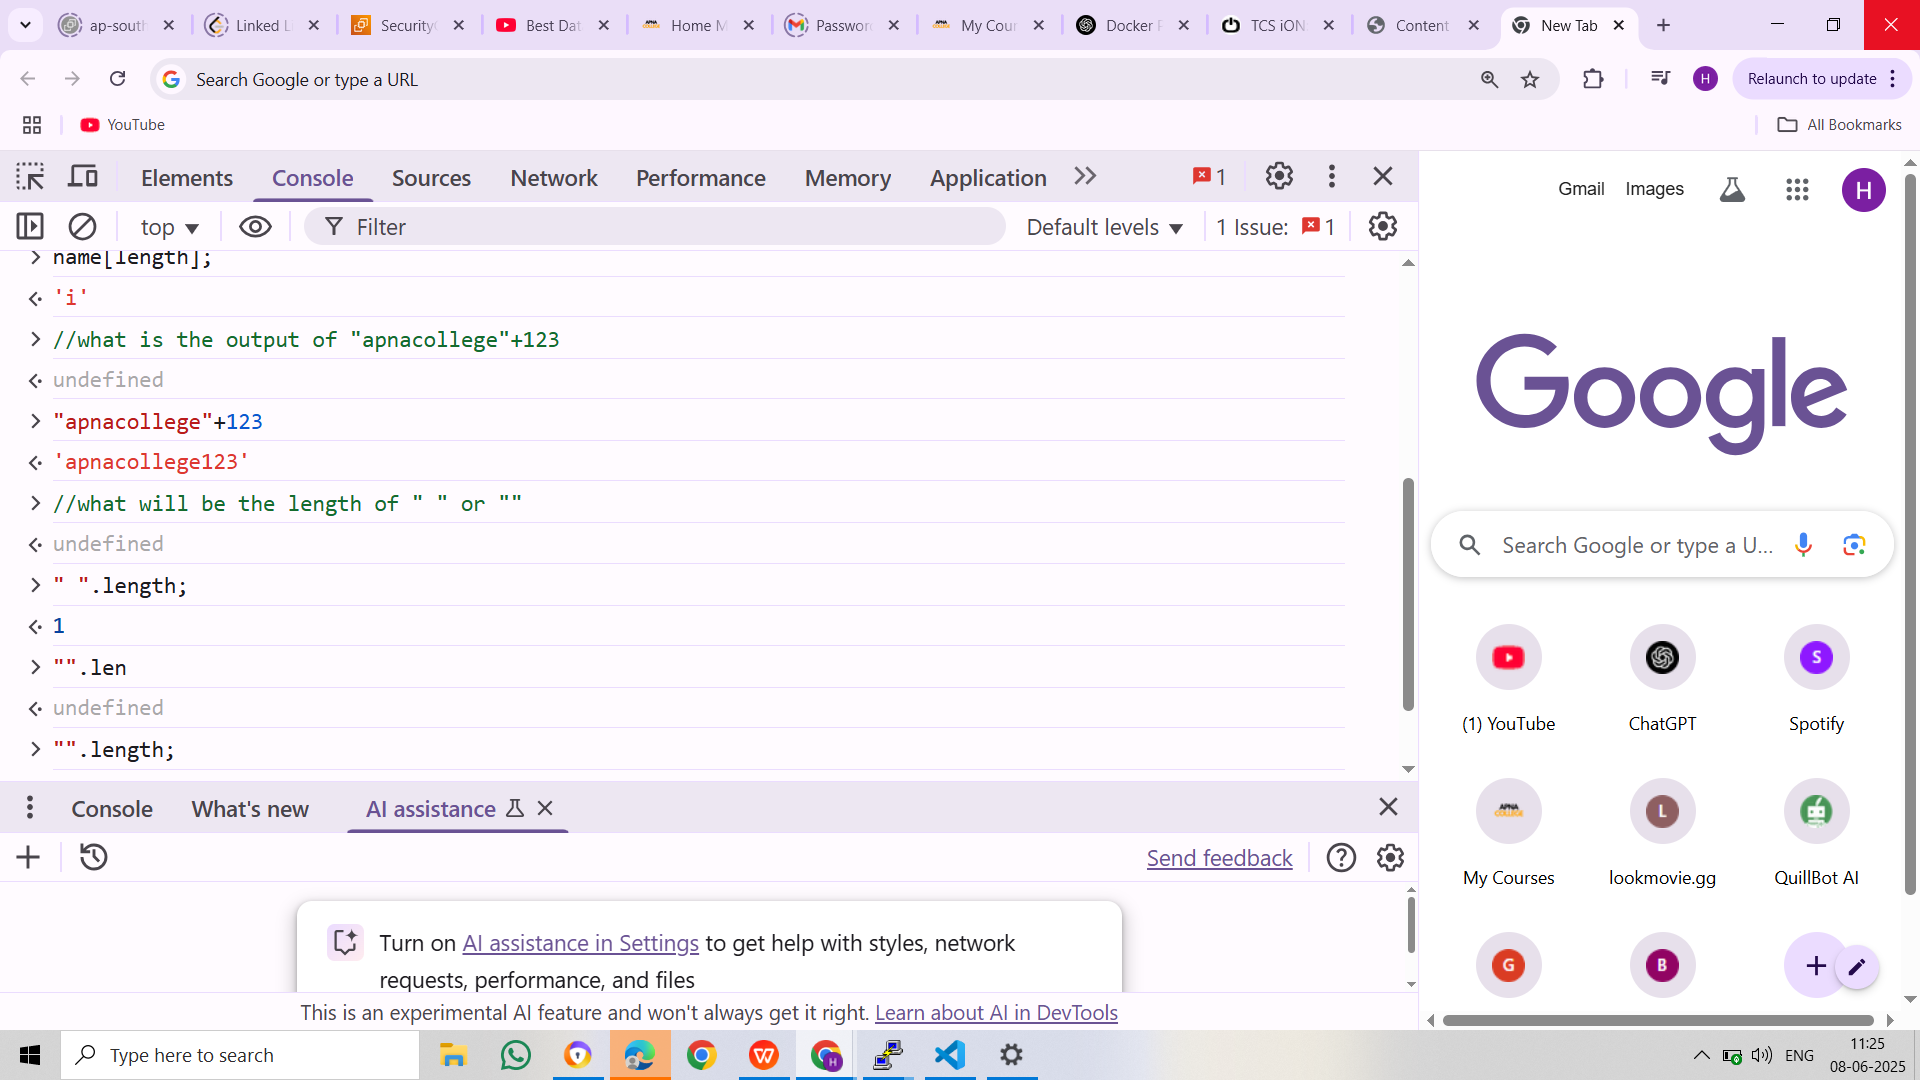 ap-south
Linked Li
Security
Best Dat
Home M
Password
My Cour
Docker F
TCS iON
Content
New Tab
Search Google or type a URL
H
Relaunch to update
YouTube
All Bookmarks
Elements
Console
Sources
Network
Performance
Memory
Application
1
top
Filter
Default levels
1 Issue:
1
name[length];
'i'
//what is the output of "apnacollege"+123
undefined
"apnacollege"+123
'apnacollege123'
//what will be the length of " " or ""
undefined
" ".length;
1
"".len
undefined
"".length;
Console
What's new
AI assistance
Send feedback
Turn on AI assistance in Settings to get help with styles, network
requests, performance, and files
This is an experimental AI feature and won't always get it right. Learn about AI in DevTools
Gmail
Images
H
Google
Search Google or type a U...
S
(1) YouTube
ChatGPT
Spotify
APNA
COLLEGE
L
My Courses
lookmovie.gg
QuillBot AI
G
B
Type here to search
W
H
ENG
11:25
08-06-2025